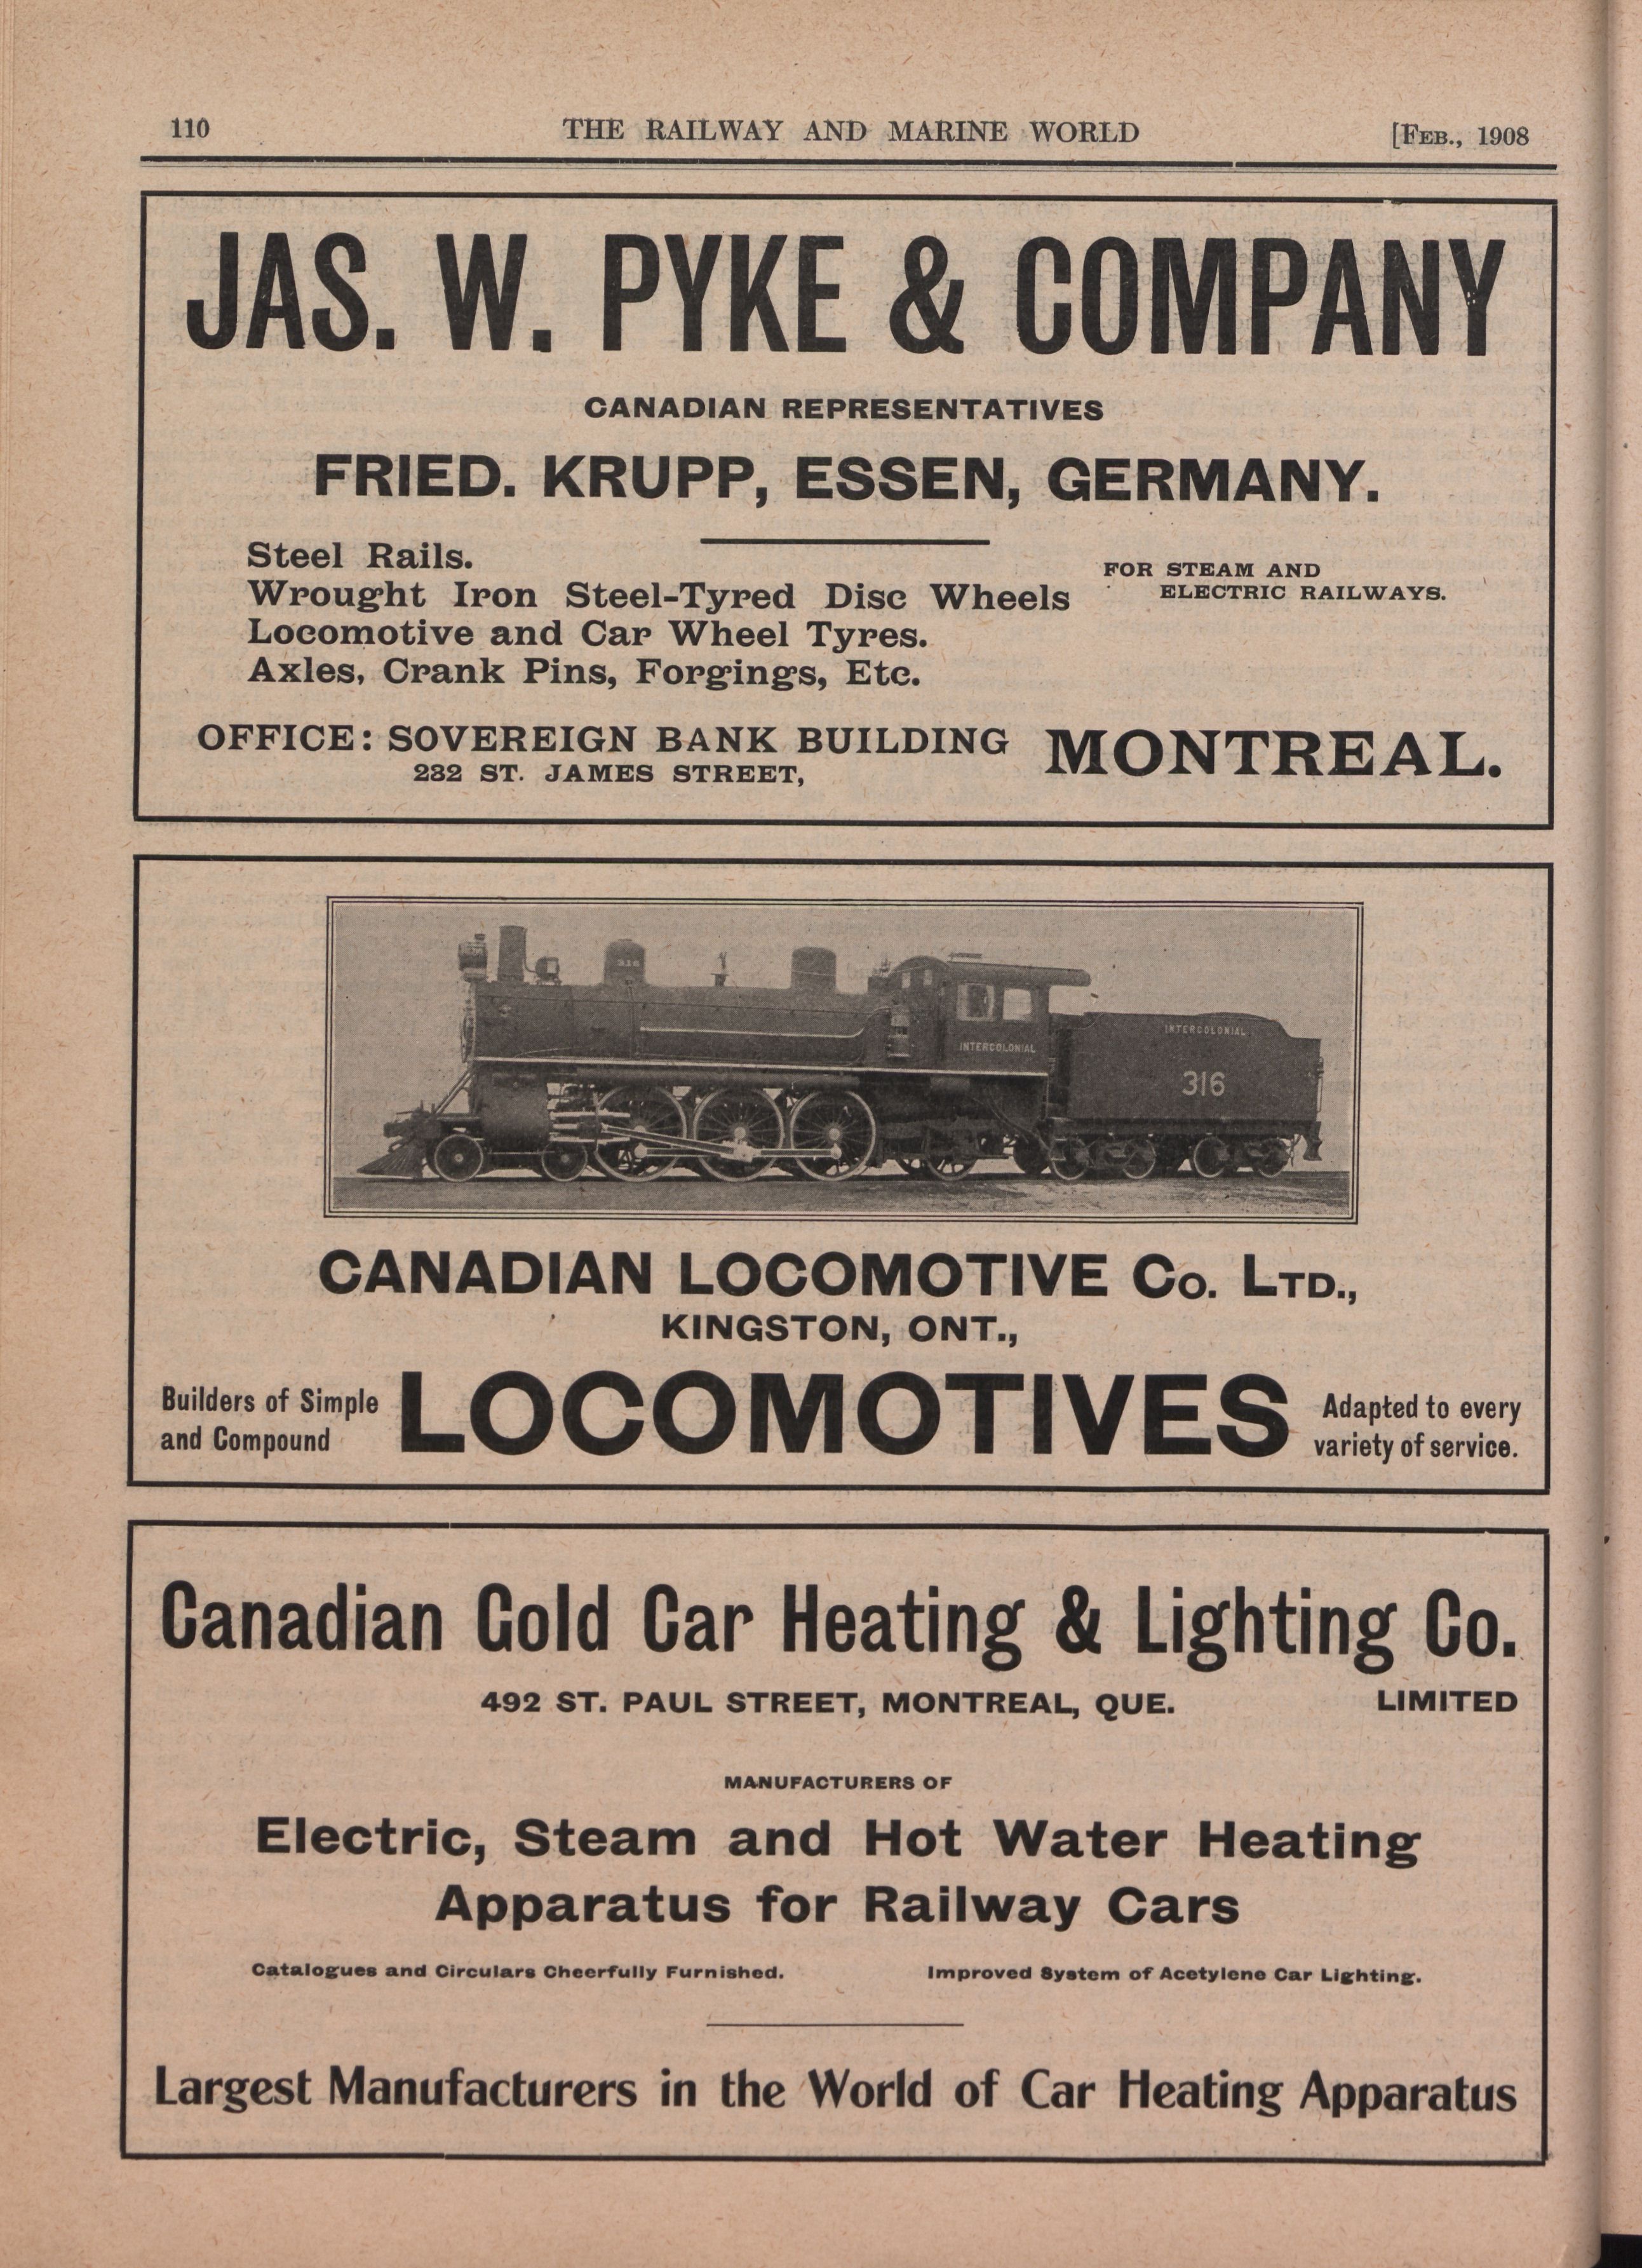 110 THE RAILWAY AND MARINE WORLD [FEB., 1908
JAS. W. PYKE & COMPANY
CANADIAN REPRESENTATIVES
FRIED. KRUPP, ESSEN, GERMANY.
Steel Rails.
Wrought Iron Steel-Tyred Disc Wheels FOR STEAM AND
ELECTRIC RAILWAYS.
Locomotive and Car Wheel Tyres.
Axles, Crank Pins, Forgings, Etc.
OFFICE: SOVEREIGN BANK BUILDING MONTREAL.
232 ST. JAMES STREET,
316
INTERCOLONIAL
INTERCOLONIAL
316
CANADIAN LOCOMOTIVE Co. LTD.,
KINGSTON, ONT.,
Builders of Simple
and Compound
LOCOMOTIVES
Adapted to every
variety of service.
Canadian Gold Car Heating & Lighting Co.
492 ST. PAUL STREET, MONTREAL, QUE. LIMITED
MANUFACTURERS OF
Electric, Steam and Hot Water Heating
Apparatus for Railway Cars
Catalogues and Circulars Cheerfully Furnished. Improved System of Acetylene Car Lighting.
Largest Manufacturers in the World of Car Heating Apparatus